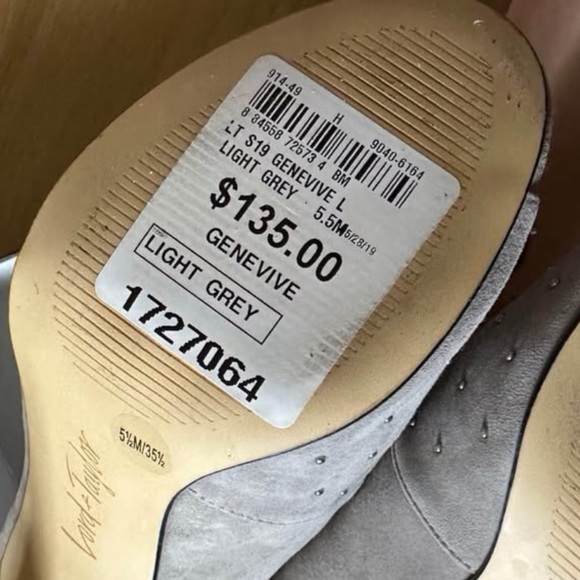 914-49
H
9040-6164
8 84558 72573 4 BM
LT S19 GENEVIVE L
LIGHT GREY . 5.5M
5/28/19
$135.00
GENEVIVE
LIGHT GREY
1727064
5½M/35½
Lord & Taylor